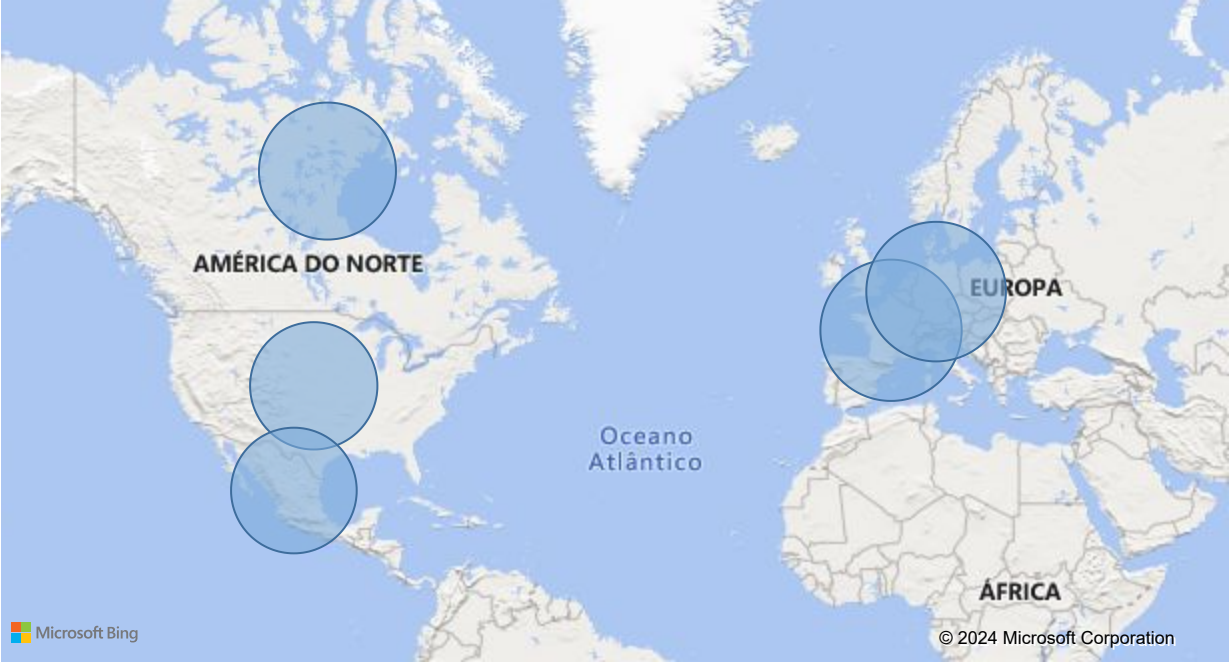 AMÉRICA DO NORTE
EUROPA
Oceano
Atlântico
ÁFRICA
Microsoft Bing
© 2024 Microsoft Corporation